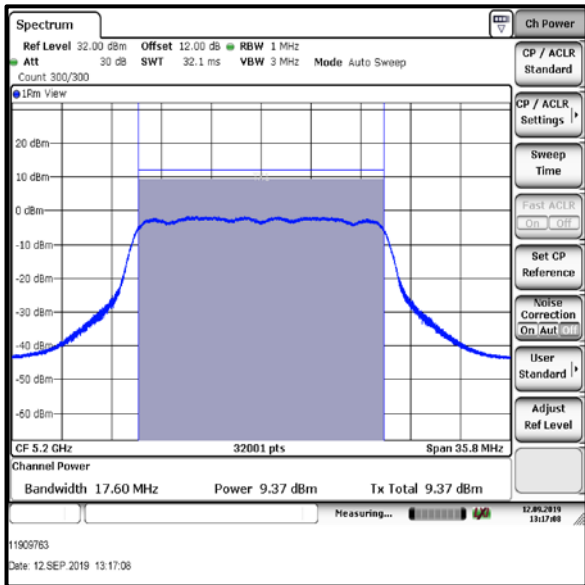 Spectrum
Ref Level 32.00 dBm Offset 12.00 dB RBW 1 MHz
Att 30 dB SWT 32.1 ms VBW 3 MHz Mode Auto Sweep
Count 300/300
1Rm View
20 dBm
10 dBm
0 dBm
-10 dBm
-20 dBm
-30 dBm
-40 dBm
-50 dBm
-60 dBm
CF 5.2 GHz 32001 pts Span 35.8 MHz
Channel Power
Bandwidth 17.60 MHz Power 9.37 dBm Tx Total 9.37 dBm
Measuring... 12.09.2019
13:17:08
Ch Power
CP / ACLR
Standard
CP / ACLR
Settings
Sweep
Time
Fast ACLR
On Off
Set CP
Reference
Noise
Correction
On Aut Off
User
Standard
Adjust
Ref Level
11909763
Date: 12.SEP.2019 13:17:08